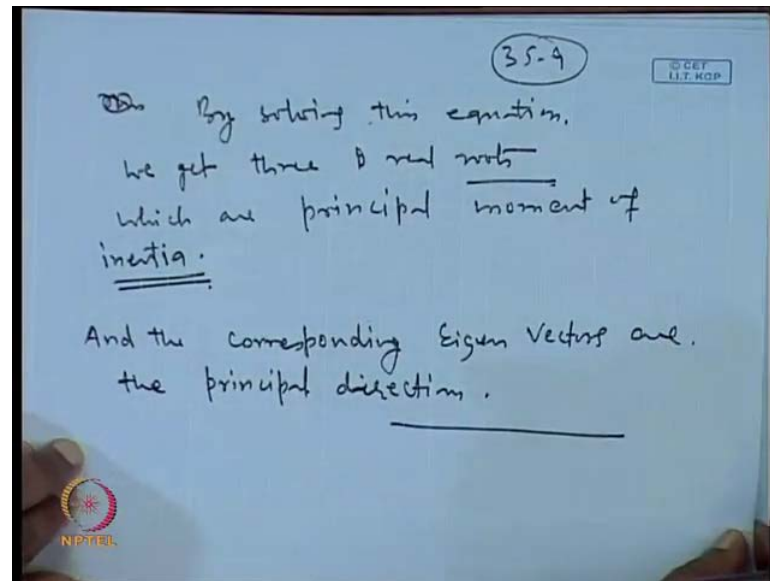 35-9
© CET
I.I.T. KGP
By solving this equation,
we get three real roots
which are principal moment of
inertia.
And the corresponding Eigen Vectors are.
the principal direction.
NPTEL